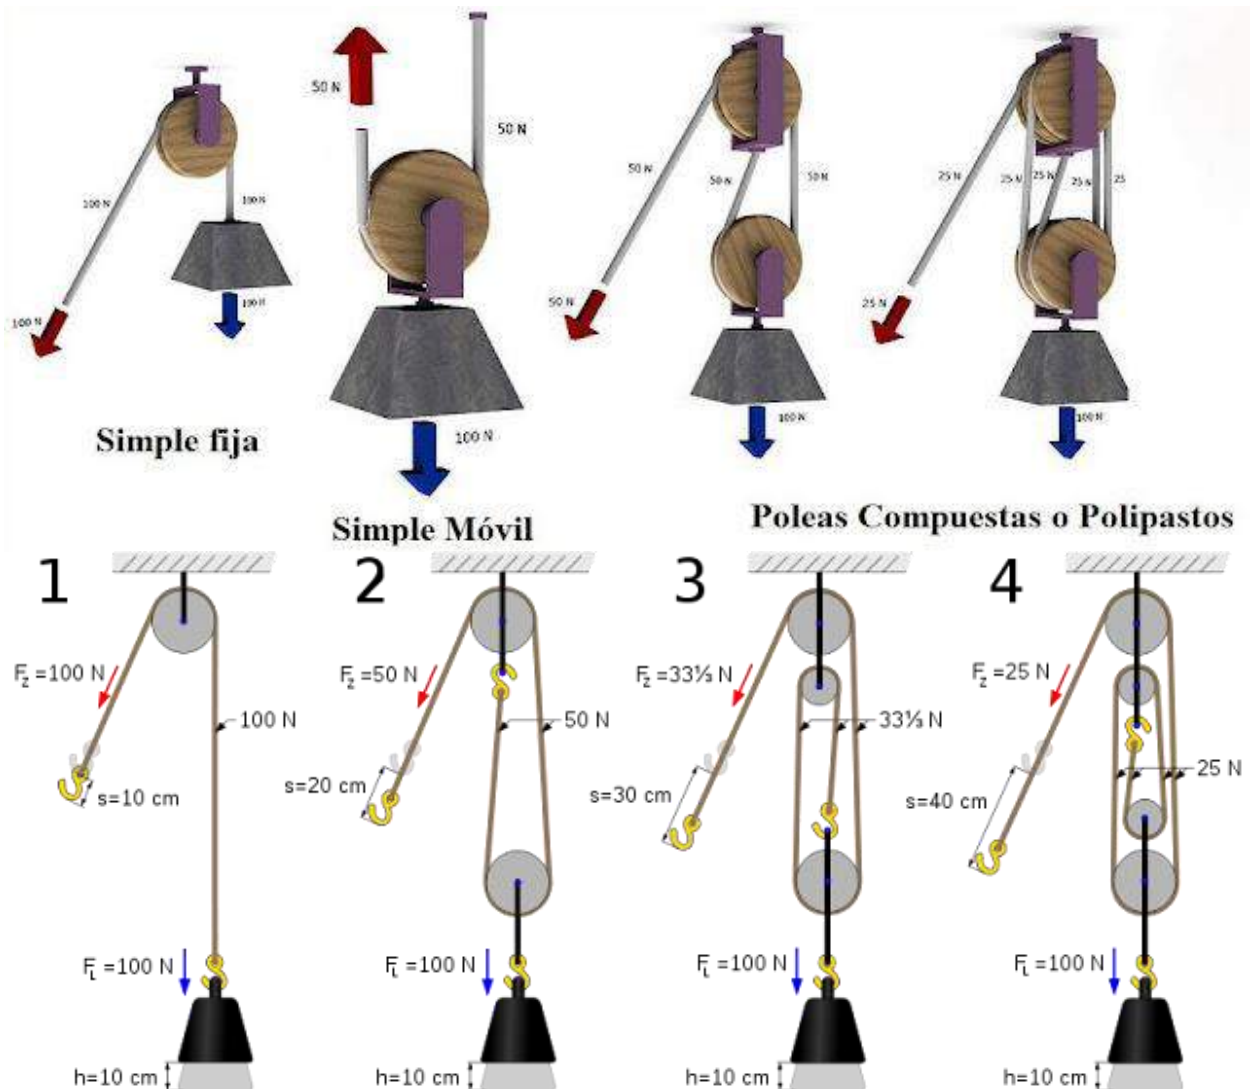 50 N
50 N
100 N
100 N
100 N
100 N
Simple fija
100 N
Simple Móvil
50 N
50 N
50 N
50 N
100 N
25 N
25 N
25 N
25 N
25
25 N
100 N
Poleas Compuestas o Polipastos
1
F_z=100 N
100 N
s=10 cm
F_L=100 N
h=10 cm
2
F_z=50 N
50 N
s=20 cm
F_L=100 N
h=10 cm
3
F_z=33⅓ N
33⅓ N
s=30 cm
F_L=100 N
h=10 cm
4
F_z=25 N
25 N
s=40 cm
F_L=100 N
h=10 cm